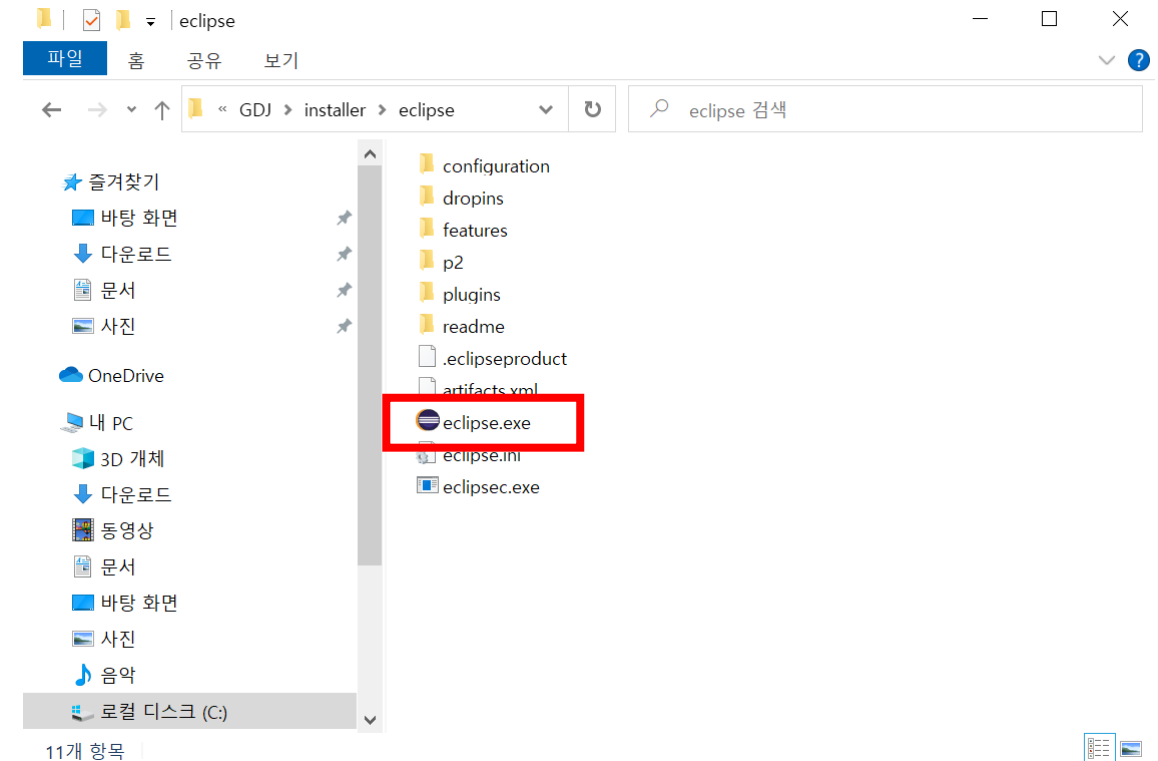 eclipse
파일 홈 공유 보기
« GDJ > installer > eclipse
eclipse 검색
즐겨찾기
바탕 화면
다운로드
문서
사진
OneDrive
내 PC
3D 개체
다운로드
동영상
문서
바탕 화면
사진
음악
로컬 디스크 (C:)
configuration
dropins
features
p2
plugins
readme
.eclipseproduct
artifacts.xml
eclipse.exe
eclipse.ini
eclipsec.exe
11개 항목